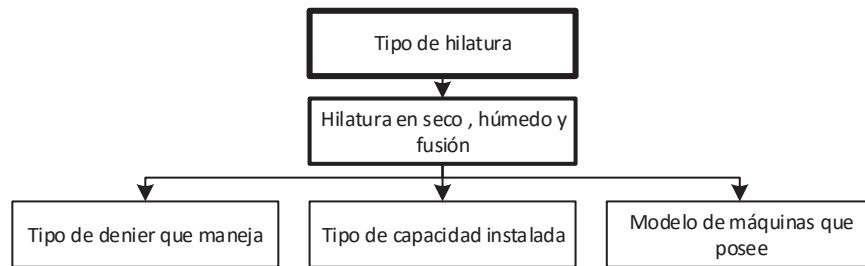 Tipo de hilatura
Hilatura en seco , húmedo y
fusión
Tipo de denier que maneja
Tipo de capacidad instalada
Modelo de máquinas que
posee